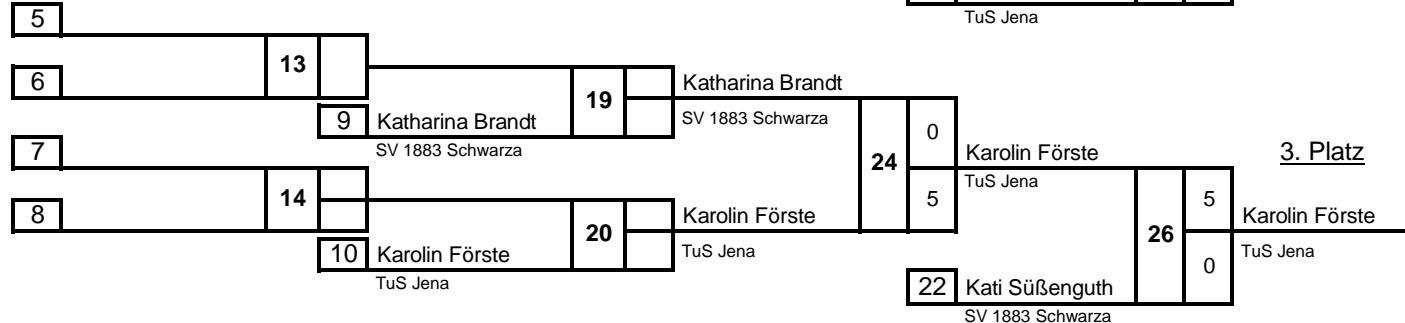 TuS Jena
5
13
6
19
Katharina Brandt
9
Katharina Brandt
SV 1883 Schwarza
SV 1883 Schwarza
0
7
24
Karolin Förste
3. Platz
TuS Jena
14
5
5
8
20
Karolin Förste
26
Karolin Förste
10
Karolin Förste
TuS Jena
TuS Jena
0
TuS Jena
22
Kati Süßenguth
SV 1883 Schwarza